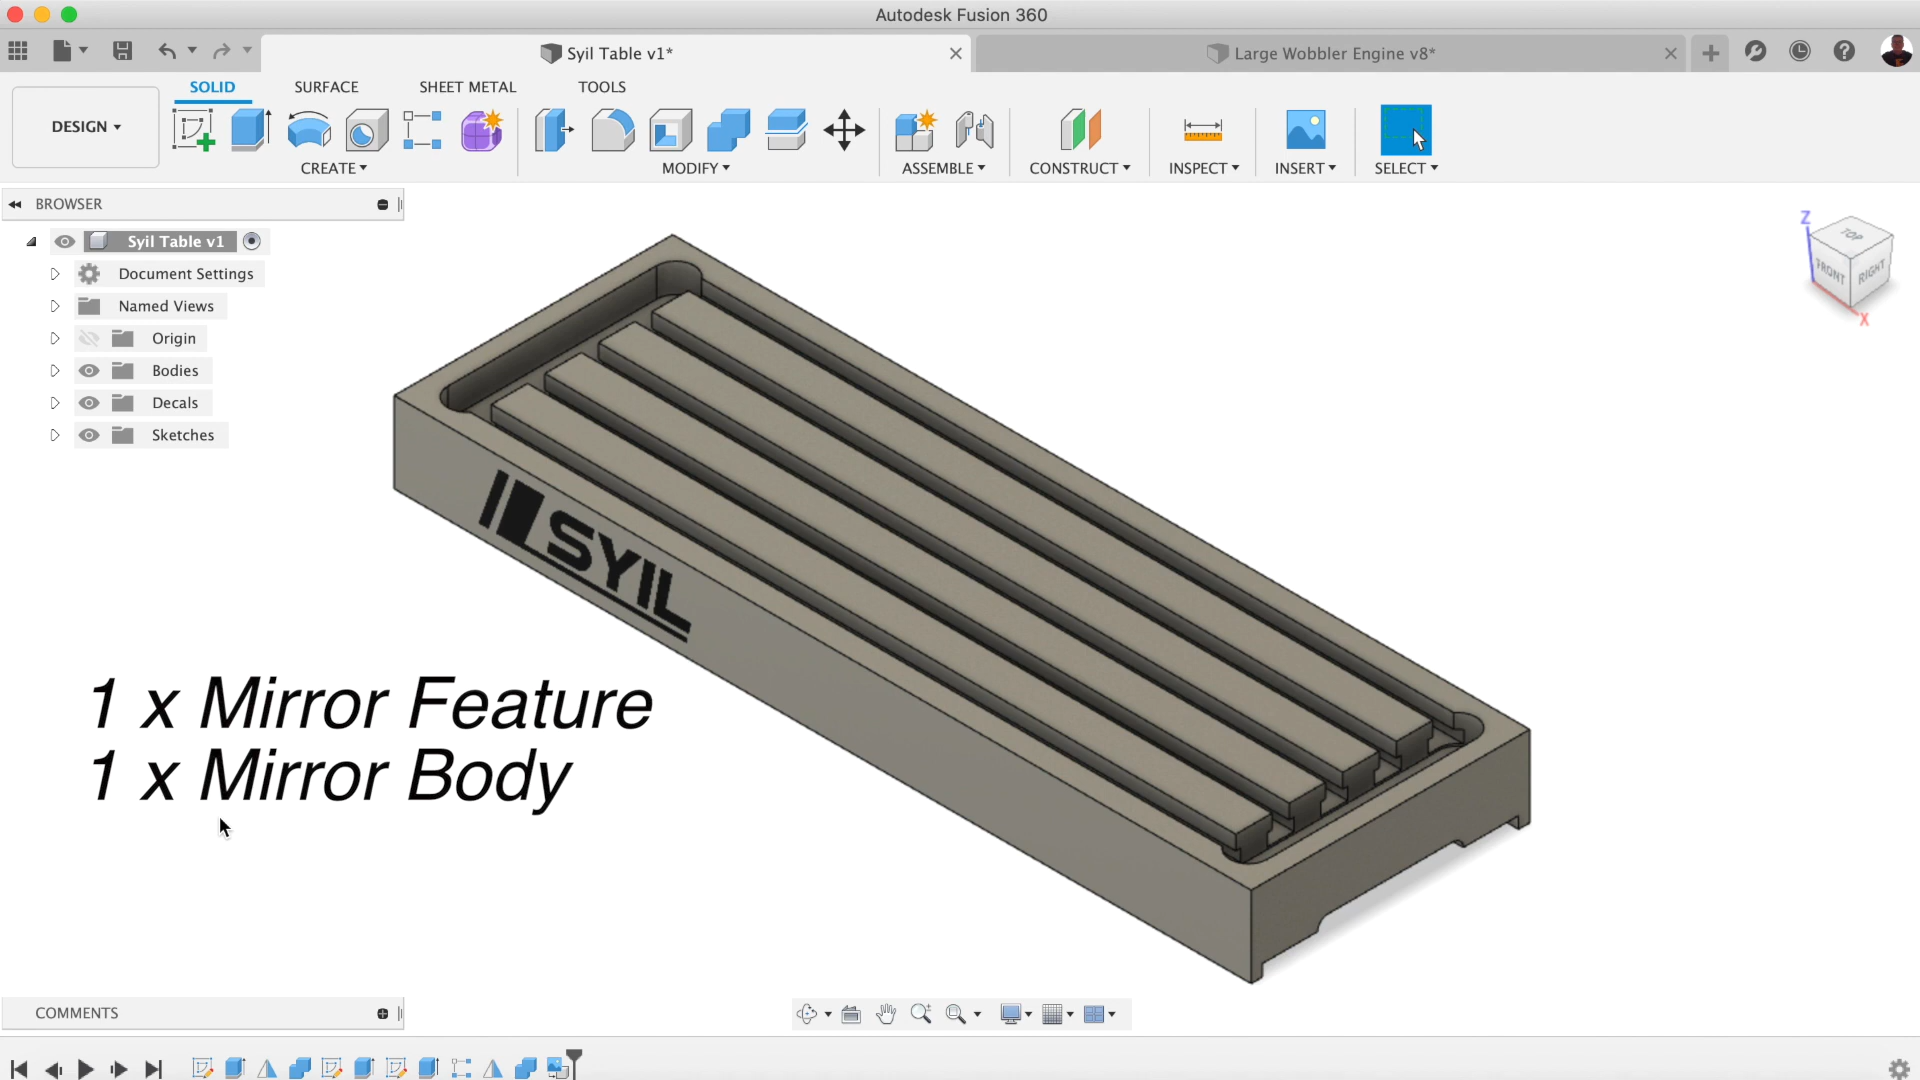 Autodesk Fusion 360
Syil Table v1*
Large Wobbler Engine v8*
SOLID
SURFACE
SHEET METAL
TOOLS
DESIGN
CREATE
MODIFY
ASSEMBLE
CONSTRUCT
INSPECT
INSERT
SELECT
BROWSER
Syil Table v1
Document Settings
Named Views
Origin
Bodies
Decals
Sketches
Z
TOP
FRONT
RIGHT
X
SYIL
1 x Mirror Feature
1 x Mirror Body
COMMENTS